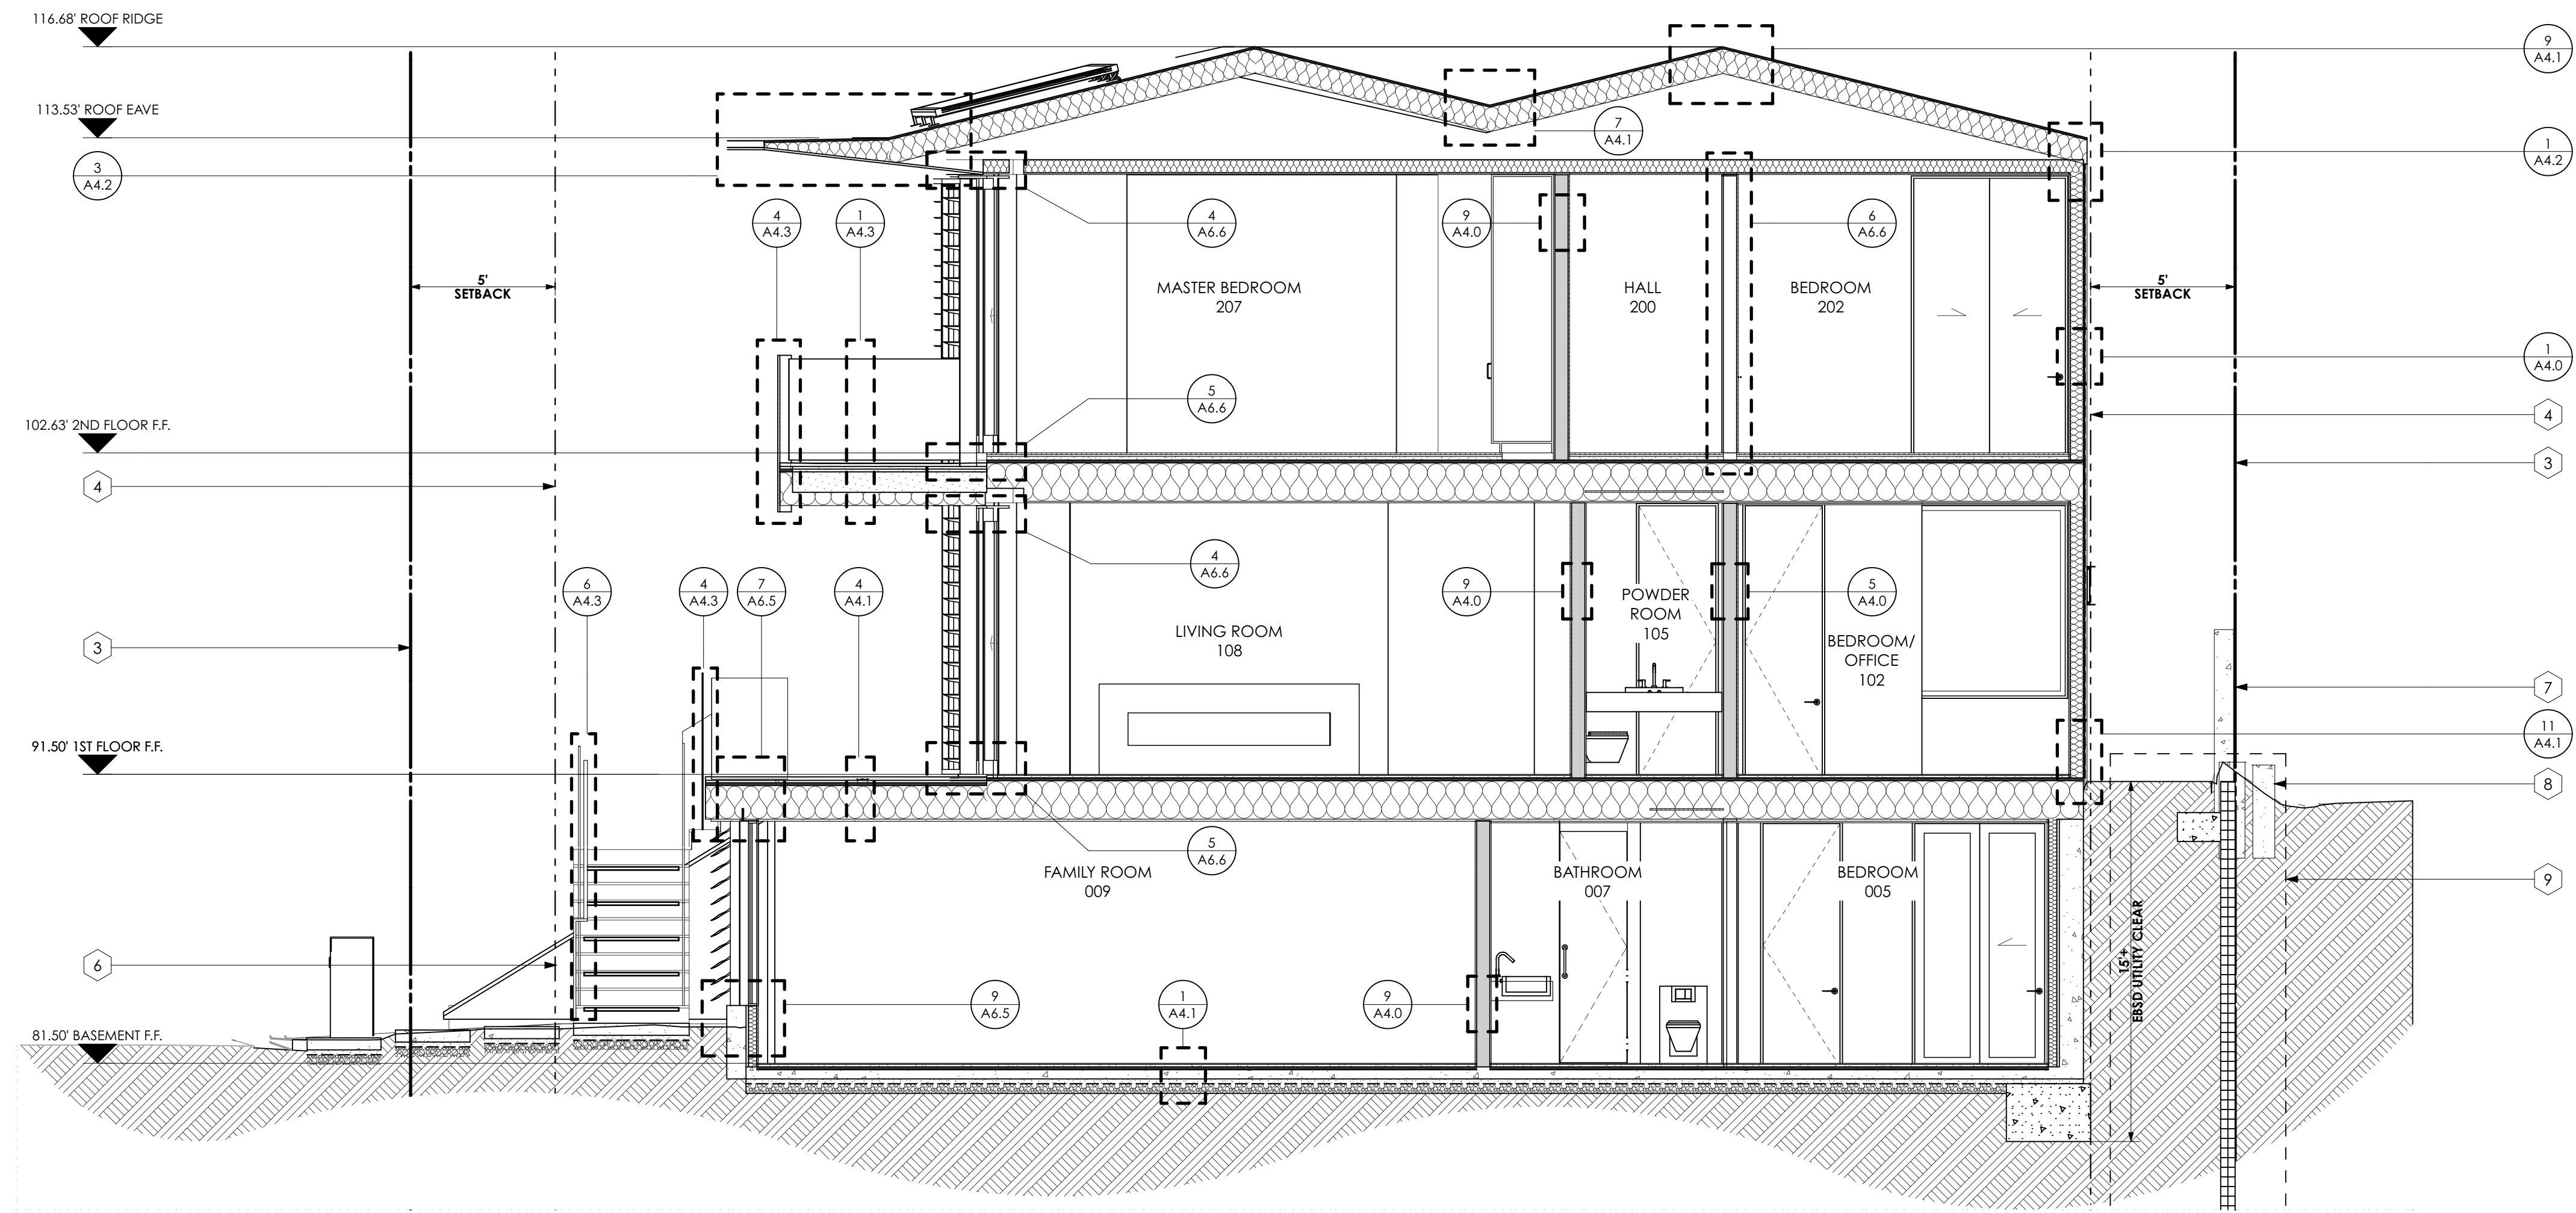 116.68' ROOF RIDGE
9
A4.1
113.53' ROOF EAVE
7
A4.1
3
A4.2
1
A4.2
4
A4.3
1
A4.3
4
A6.6
9
A4.0
6
A6.6
5'
SETBACK
MASTER BEDROOM
207
HALL
200
BEDROOM
202
5'
SETBACK
1
A4.0
5
A6.6
4
102.63' 2ND FLOOR F.F.
3
4
4
A6.6
6
A4.3
4
A4.3
7
A6.5
4
A4.1
9
A4.0
5
A4.0
POWDER
ROOM
105
LIVING ROOM
108
BEDROOM/
OFFICE
102
3
7
91.50' 1ST FLOOR F.F.
11
A4.1
8
5
A6.6
FAMILY ROOM
009
BATHROOM
007
BEDROOM
005
9
15'±
EBSD UTILITY CLEAR
6
9
A6.5
1
A4.1
9
A4.0
81.50' BASEMENT F.F.